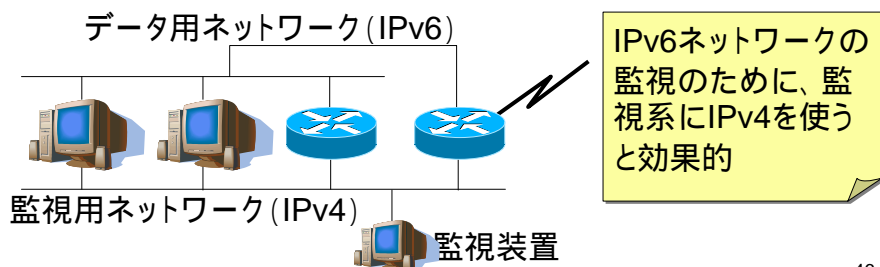 データ用ネットワーク(IPv6)
IPv6ネットワークの
監視のために、監
視系にIPv4を使う
と効果的
監視用ネットワーク(IPv4)
監視装置